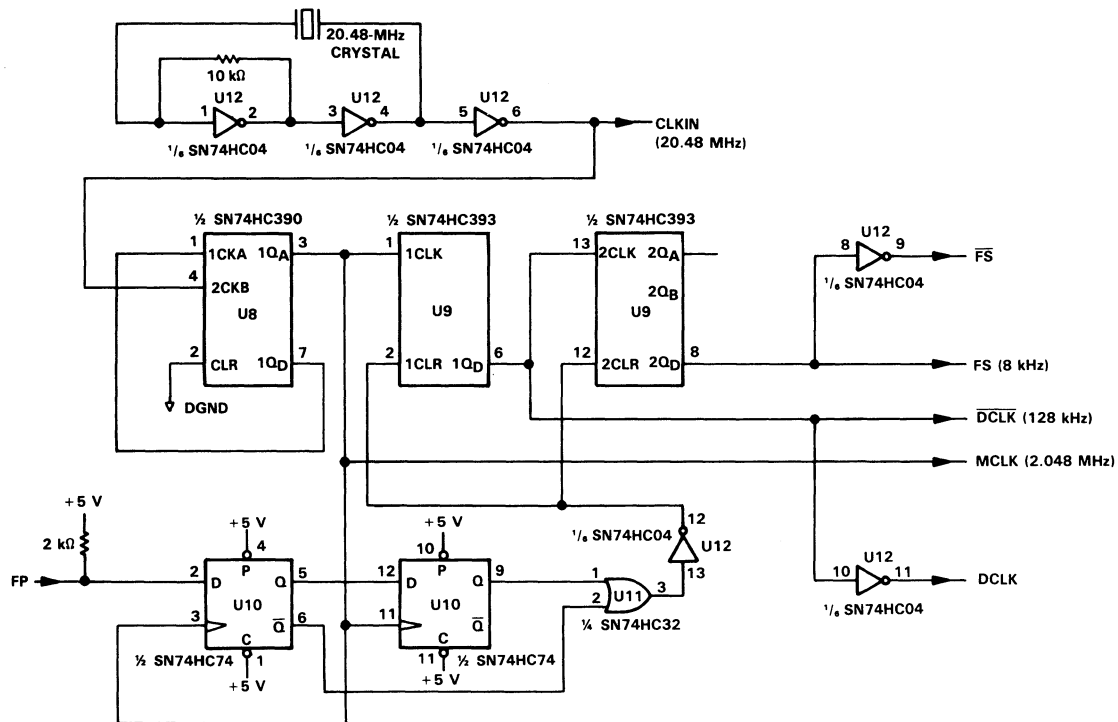 20.48-MHz
CRYSTAL
10 kΩ
U12
1
2
1/6 SN74HC04
U12
3
4
1/6 SN74HC04
U12
5
6
1/6 SN74HC04
CLKIN
(20.48 MHz)
½ SN74HC390
1
1CKA
1QA
3
4
2CKB
U8
2
CLR
1QD
7
DGND
½ SN74HC393
1
1CLK
U9
2
1CLR
1QD
6
½ SN74HC393
13
2CLK
2QA
2QB
U9
12
2CLR
2QD
8
U12
8
9
1/6 SN74HC04
F̅S̅
FS (8 kHz)
D̅C̅L̅K̅ (128 kHz)
MCLK (2.048 MHz)
U12
10
11
1/6 SN74HC04
DCLK
+5 V
2 kΩ
FP
+5 V
4
P
2
D
Q
5
U10
3
Q̅
6
C
1
½ SN74HC74
+5 V
+5 V
10
P
12
D
Q
9
U10
11
Q̅
C
11
½ SN74HC74
+5 V
1
2
U11
3
¼ SN74HC32
1/6 SN74HC04
12
U12
13